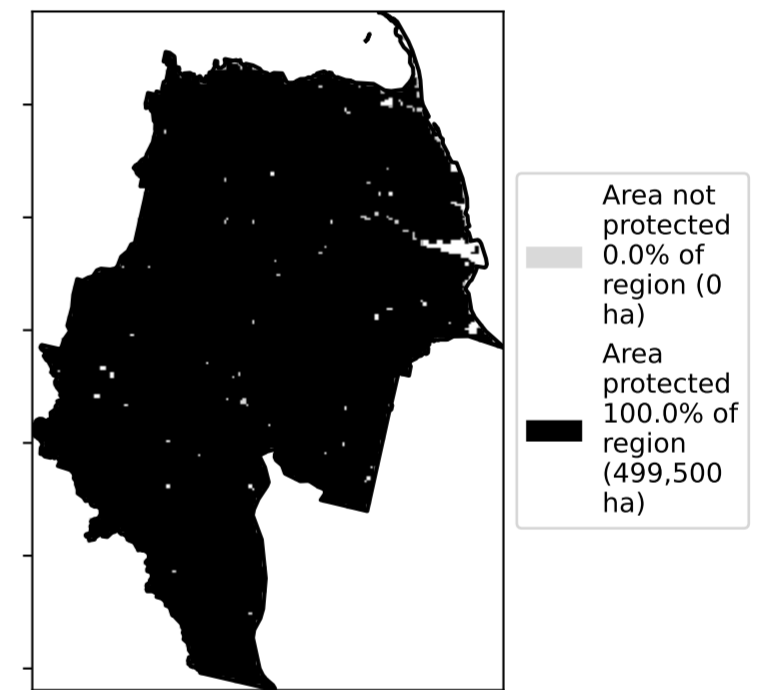 Area not
protected
0.0% of
region (0
ha)
Area
protected
100.0% of
region
(499,500
ha)